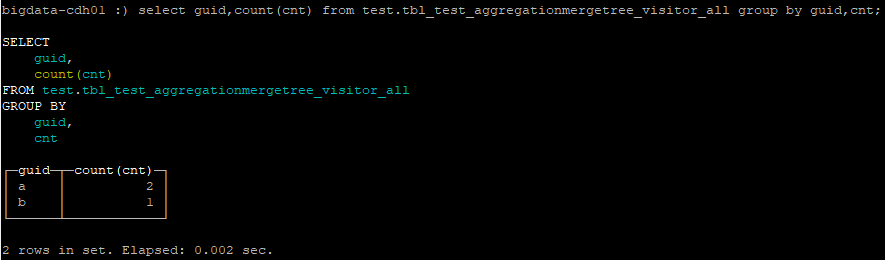 bigdata-cdh01 :) select guid,count(cnt) from test.tbl_test_aggregationmergetree_visitor_all group by guid,cnt;
SELECT
guid,
count(cnt)
FROM test.tbl_test_aggregationmergetree_visitor_all
GROUP BY
guid,
cnt
guid count(cnt)
a 2
b 1
2 rows in set. Elapsed: 0.002 sec.